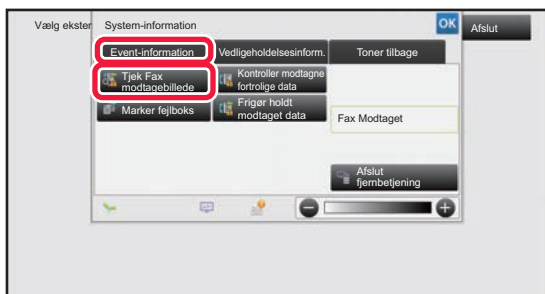 Vælg ekster
System-information
OK
Afslut
Event-information
Vedligeholdelsesinform.
Toner tilbage
Tjek Fax
modtagebillede
Kontroller modtagne
fortrolige data
Marker fejlboks
Frigør holdt
modtaget data
Fax Modtaget
Afslut
fjernbetjening